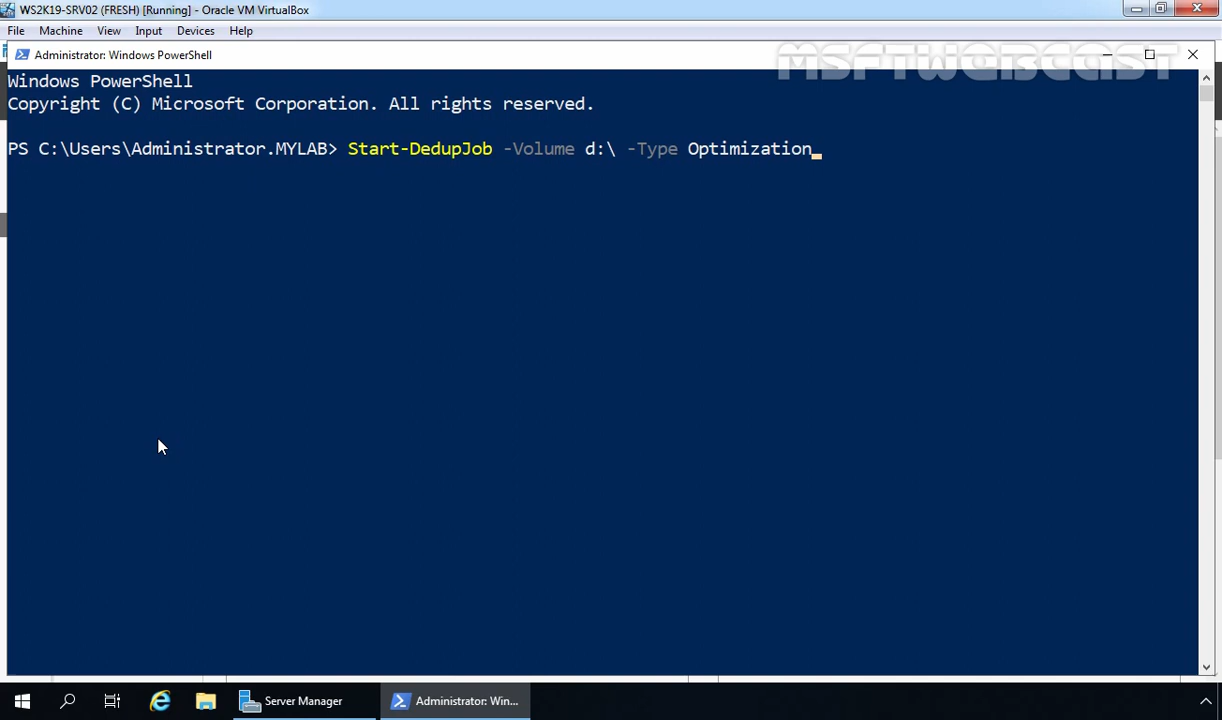 WS2K19-SRV02 (FRESH) [Running] - Oracle VM VirtualBox
File Machine View Input Devices Help
Administrator: Windows PowerShell
MSFTWEBCAST
Windows PowerShell
Copyright (C) Microsoft Corporation. All rights reserved.
PS C:\Users\Administrator.MYLAB> Start-DedupJob -Volume d:\ -Type Optimization
Server Manager
Administrator: Win...